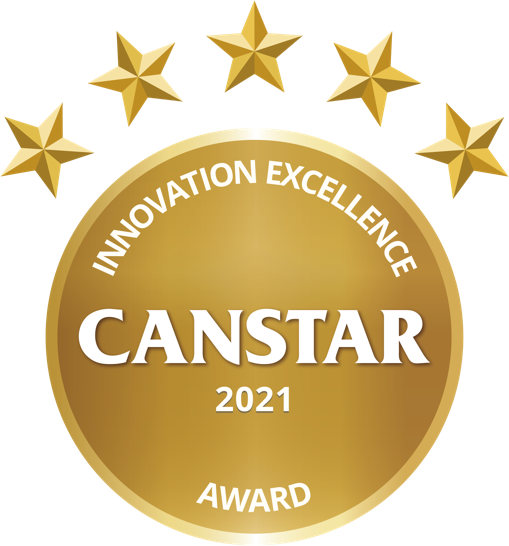 INNOVATION EXCELLENCE
CANSTAR
2021
AWARD